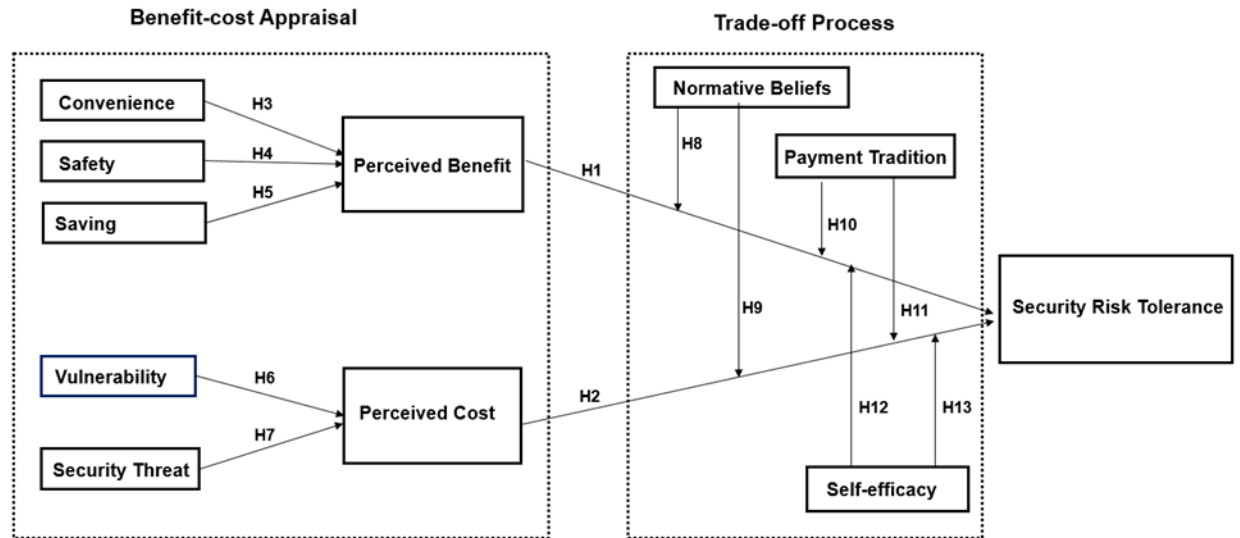 Benefit-cost Appraisal
Trade-off Process
Convenience
Safety
Saving
H3
H4
H5
Perceived Benefit
H1
Vulnerability
Security Threat
H6
H7
Perceived Cost
H2
Normative Beliefs
H8
H9
Payment Tradition
H10
H11
H12
H13
Self-efficacy
Security Risk Tolerance